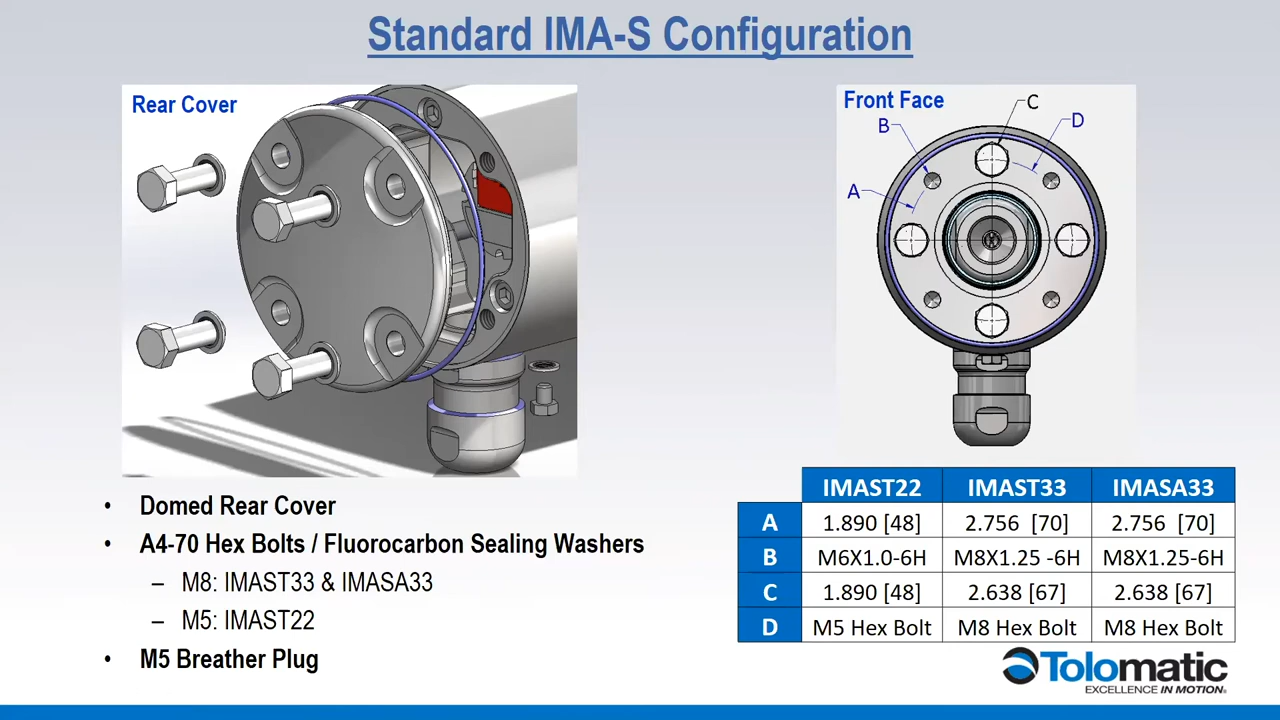 Standard IMA-S Configuration
Rear Cover
Front Face
C
B
D
A
• Domed Rear Cover
• A4-70 Hex Bolts / Fluorocarbon Sealing Washers
– M8: IMAST33 & IMASA33
– M5: IMAST22
• M5 Breather Plug
IMAST22 IMAST33 IMASA33
A 1.890 [48] 2.756 [70] 2.756 [70]
B M6X1.0-6H M8X1.25 -6H M8X1.25-6H
C 1.890 [48] 2.638 [67] 2.638 [67]
D M5 Hex Bolt M8 Hex Bolt M8 Hex Bolt
Tolomatic
EXCELLENCE IN MOTION®